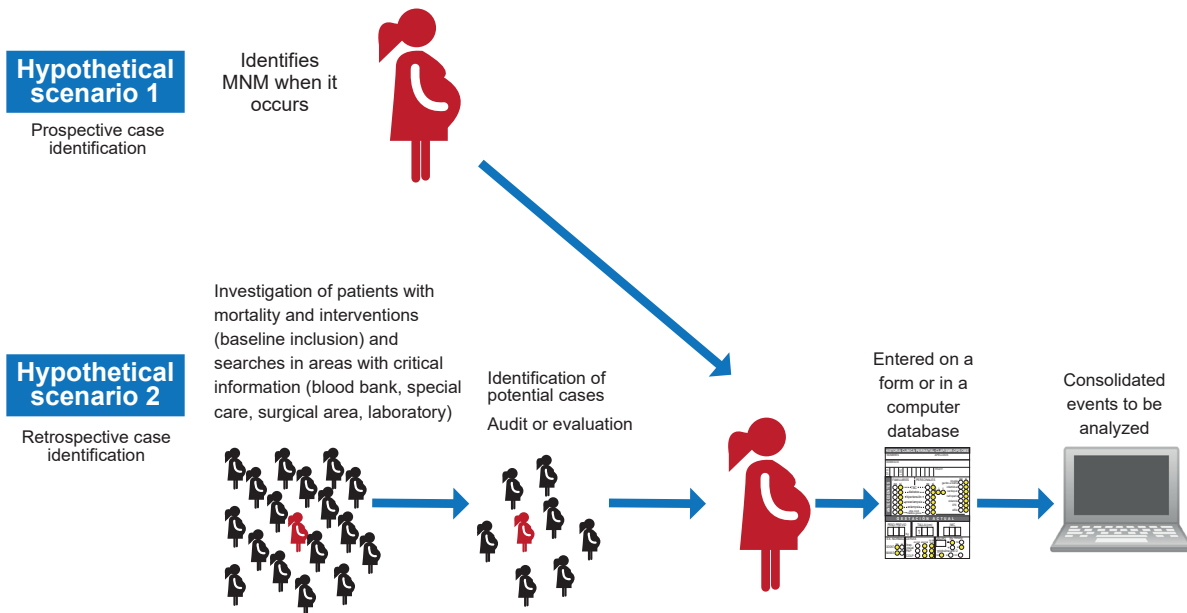 Hypothetical
scenario 1
Prospective case
identification
Identifies
MNM when it
occurs
Hypothetical
scenario 2
Retrospective case
identification
Investigation of patients with
mortality and interventions
(baseline inclusion) and
searches in areas with critical
information (blood bank, special
care, surgical area, laboratory)
Identification of
potential cases
Audit or evaluation
Entered on a
form or in a
computer
database
GESTACIÓN ACTUAL
Consolidated
events to be
analyzed